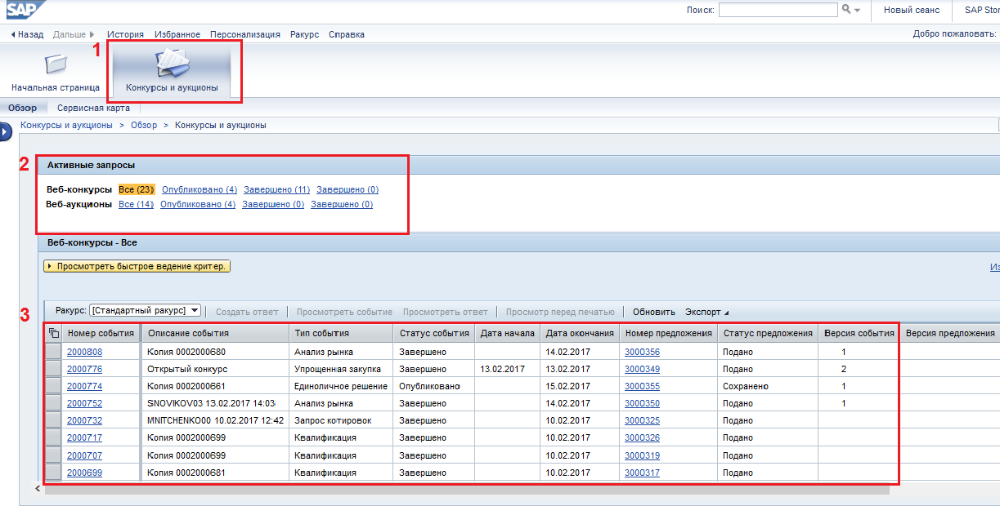 SAP Поиск: Новый сеанс SAP Stor
Назад Дальше История Избранное Персонализация Ракурс Справка Добро пожаловать:
1
Начальная страница Конкурсы и аукционы
Обзор Сервисная карта
Конкурсы и аукционы > Обзор > Конкурсы и аукционы
2 Активные запросы
Веб-конкурсы Все (23) Опубликовано (4) Завершено (11) Завершено (0)
Веб-аукционы Все (14) Опубликовано (4) Завершено (0) Завершено (0)
Веб-конкурсы - Все
Просмотреть быстрое ведение критер. Из
3 Ракурс: [Стандартный ракурс] Создать ответ Просмотреть событие Просмотреть ответ Просмотр перед печатью Обновить Экспорт
Номер события Описание события Тип события Статус события Дата начала Дата окончания Номер предложения Статус предложения Версия события Версия предложения
2000808 Копия 0002000680 Анализ рынка Завершено 14.02.2017 3000356 Подано 1
2000776 Открытый конкурс Упрощенная закупка Завершено 13.02.2017 13.02.2017 3000349 Подано 2
2000774 Копия 0002000661 Единоличное решение Опубликовано 15.02.2017 3000355 Сохранено 1
2000752 SNOVIKOV03 13.02.2017 14:03 Анализ рынка Завершено 14.02.2017 3000350 Подано 1
2000732 MNITCHENKO00 10.02.2017 12:42 Запрос котировок Завершено 10.02.2017 3000325 Подано
2000717 Копия 0002000699 Квалификация Завершено 10.02.2017 3000326 Подано
2000707 Копия 0002000699 Квалификация Завершено 10.02.2017 3000319 Подано
2000699 Копия 0002000681 Квалификация Завершено 10.02.2017 3000317 Подано